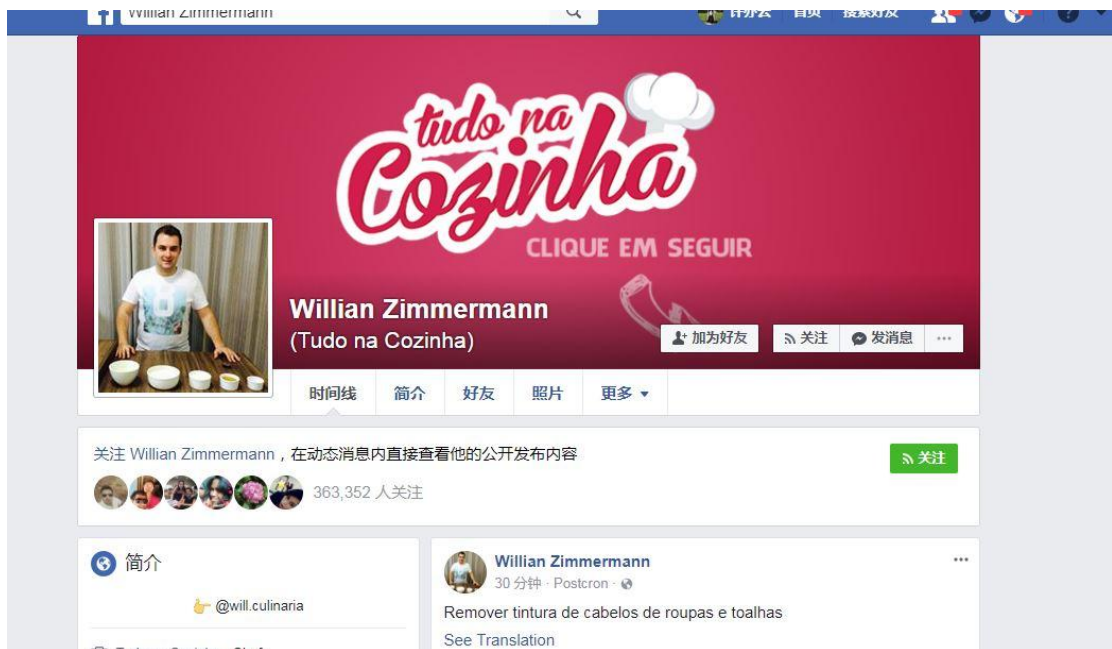 Willian Zimmermann
首页
搜索好友
tudo na
Cozinha
CLIQUE EM SEGUIR
Willian Zimmermann
(Tudo na Cozinha)
加为好友 关注 发消息 ...
时间线 简介 好友 照片 更多
关注 Willian Zimmermann，在动态消息内直接查看他的公开发布内容
关注
363,352 人关注
简介
@will.culinaria
Willian Zimmermann
30 分钟 · Postcron ·
Remover tintura de cabelos de roupas e toalhas
See Translation